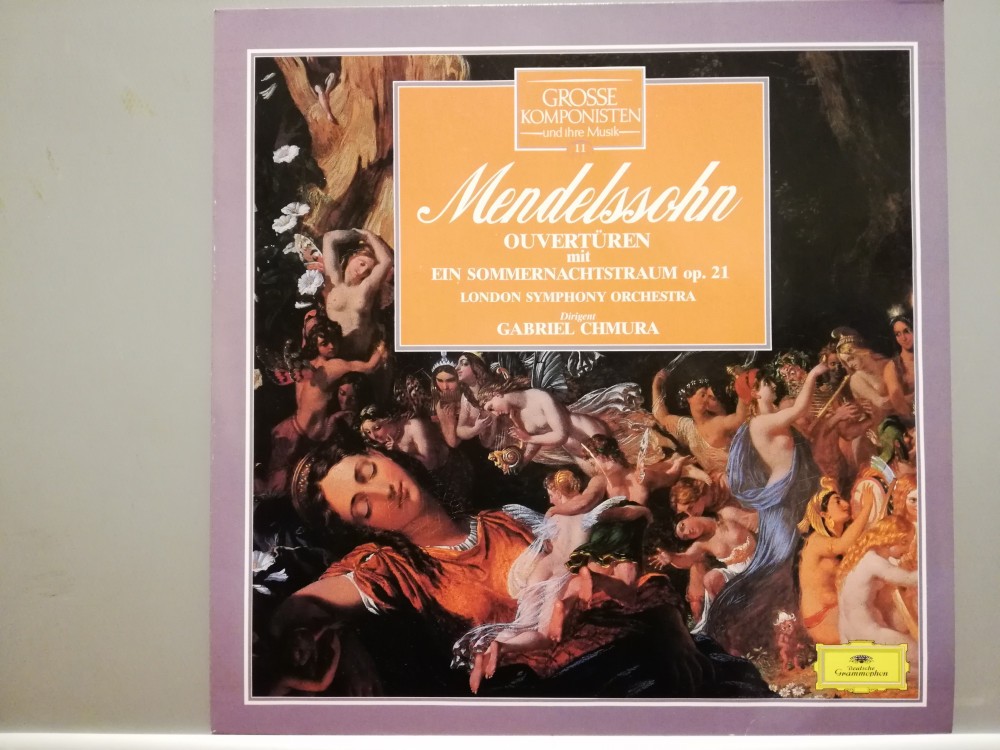 GROSSE
KOMPONISTEN
und ihre Musik
11
Mendelssohn
OUVERTÜREN
mit
EIN SOMMERNACHTSTRAUM op. 21
LONDON SYMPHONY ORCHESTRA
Dirigent
GABRIEL CHMURA
Deutsche
Grammophon